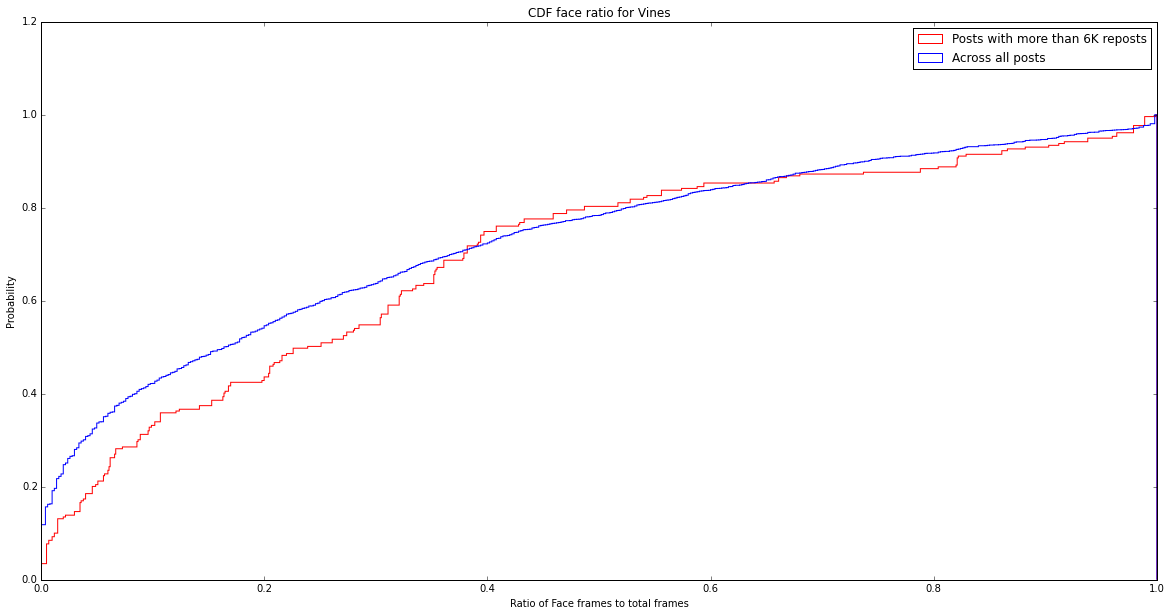 CDF face ratio for Vines
1.2
1.0
0.8
0.6
0.4
0.2
0.0
Probability
Posts with more than 6K reposts
Across all posts
0.0 0.2 0.4 0.6 0.8 1.0
Ratio of Face frames to total frames